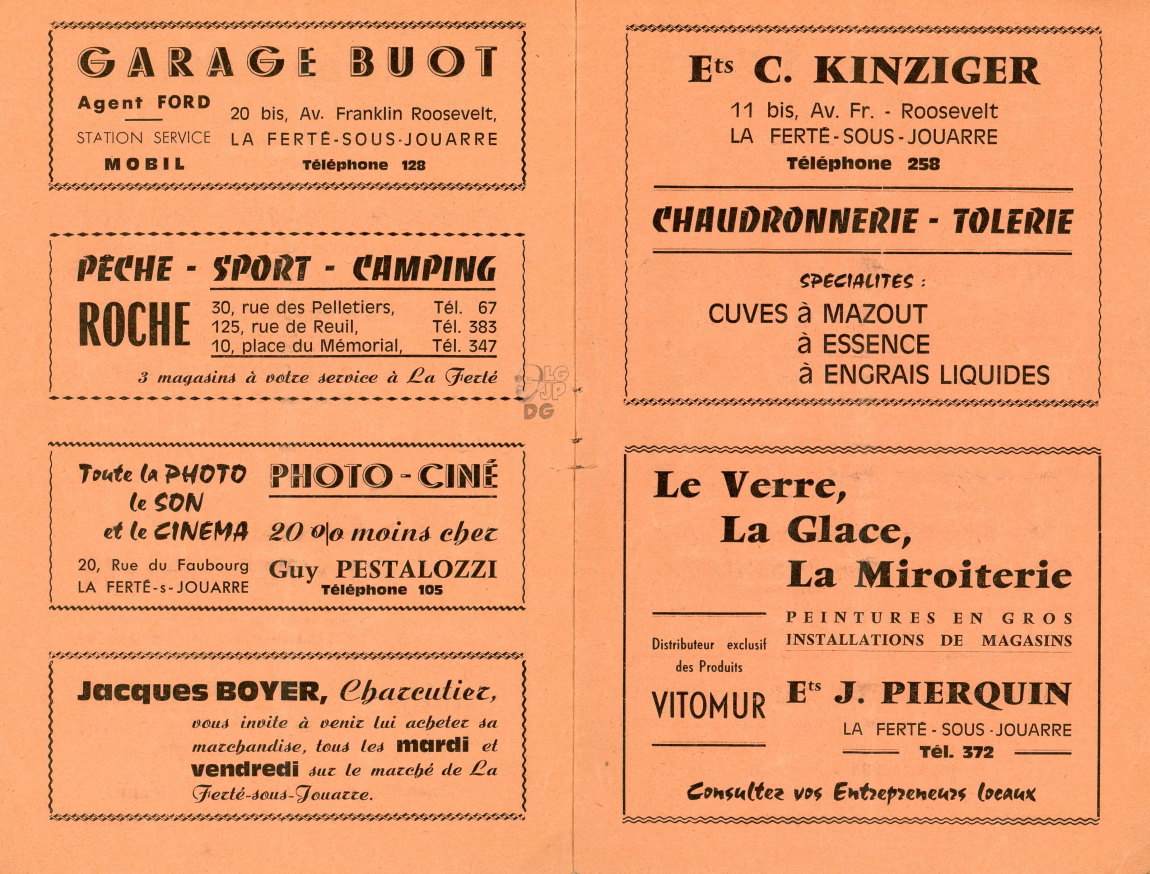 GARAGE BUOT
Agent FORD
STATION SERVICE
MOBIL
20 bis, Av. Franklin Roosevelt,
LA FERTÉ-SOUS-JOUARRE
Téléphone 128
PÊCHE - SPORT - CAMPING
ROCHE
30, rue des Pelletiers, Tél. 67
125, rue de Reuil, Tél. 383
10, place du Mémorial, Tél. 347
3 magasins à votre service à La Ferté
Toute la PHOTO
le SON
et le CINEMA
20, Rue du Faubourg
LA FERTÉ-s-JOUARRE
PHOTO-CINÉ
20 % moins cher
Guy PESTALOZZI
Téléphone 105
Jacques BOYER, Charcutier,
vous invite à venir lui acheter sa
marchandise, tous les mardi et
vendredi sur le marché de La
Ferté-sous-Jouarre.
Ets C. KINZIGER
11 bis, Av. Fr. - Roosevelt
LA FERTÉ-SOUS-JOUARRE
Téléphone 258
CHAUDRONNERIE - TOLERIE
SPECIALITES :
CUVES à MAZOUT
à ESSENCE
à ENGRAIS LIQUIDES
Le Verre,
La Glace,
La Miroiterie
PEINTURES EN GROS
INSTALLATIONS DE MAGASINS
Distributeur exclusif
des Produits
VITOMUR
Ets J. PIERQUIN
LA FERTÉ-SOUS-JOUARRE
Tél. 372
Consultez vos Entrepreneurs locaux
LG
JP
DG